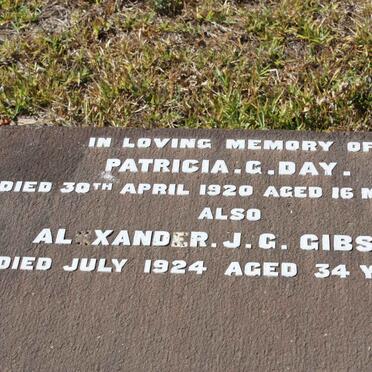 IN LOVING MEMORY OF
PATRICIA.G.DAY.
DIED 30TH APRIL 1920 AGED 16 M
ALSO
ALEXANDER.J.G. GIBS
DIED JULY 1924 AGED 34 Y